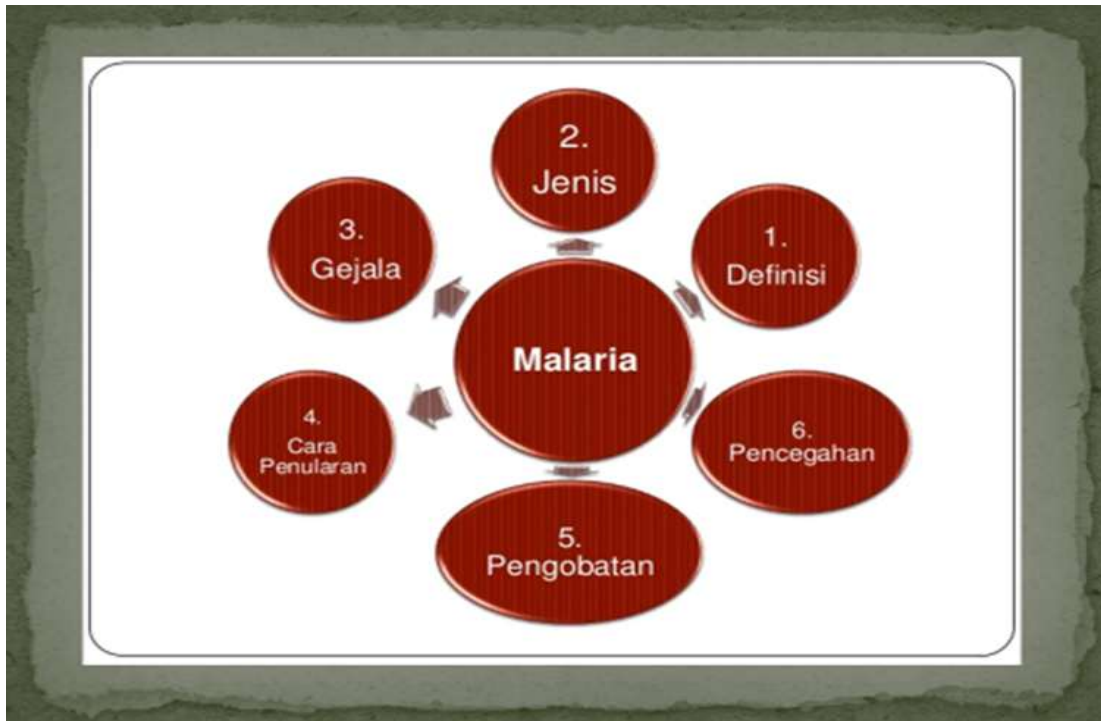 2.
Jenis
3.
Gejala
1.
Definisi
Malaria
4.
Cara
Penularan
6.
Pencegahan
5.
Pengobatan